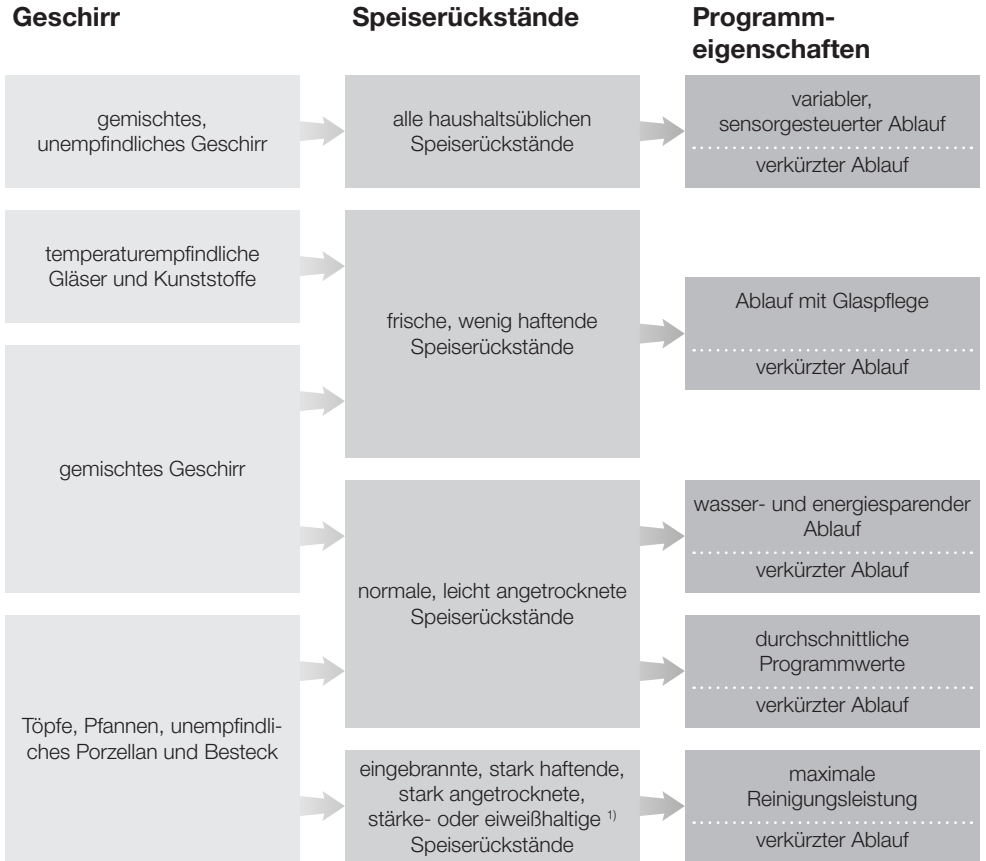 Geschirr
Speiserückstände
Programm-
eigenschaften
gemischtes,
unempfindliches Geschirr
alle haushaltsüblichen
Speiserückstände
variabler,
sensorgesteuerter Ablauf
verkürzter Ablauf
temperaturempfindliche
Gläser und Kunststoffe
frische, wenig haftende
Speiserückstände
Ablauf mit Glaspflege
verkürzter Ablauf
gemischtes Geschirr
normale, leicht angetrocknete
Speiserückstände
wasser- und energiesparender
Ablauf
verkürzter Ablauf
durchschnittliche
Programmwerte
verkürzter Ablauf
Töpfe, Pfannen, unempfindli-
ches Porzellan und Besteck
eingebrannte, stark haftende,
stark angetrocknete,
stärke- oder eiweißhaltige 1)
Speiserückstände
maximale
Reinigungsleistung
verkürzter Ablauf